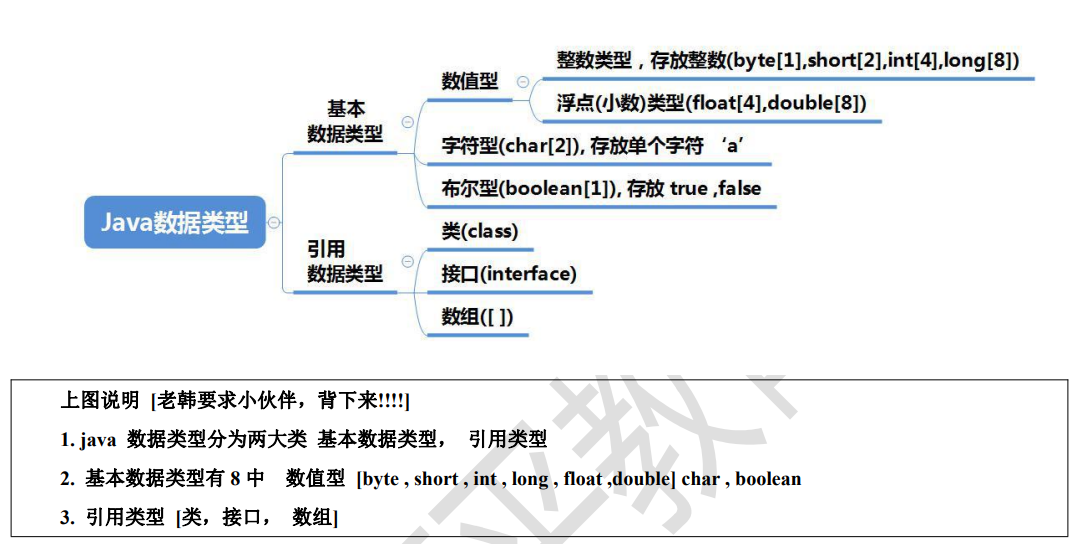 Java数据类型
基本
数据类型
数值型
整数类型，存放整数(byte[1],short[2],int[4],long[8])
浮点(小数)类型(float[4],double[8])
字符型(char[2]), 存放单个字符 ‘a’
布尔型(boolean[1]), 存放 true ,false
引用
数据类型
类(class)
接口(interface)
数组([ ])
上图说明 [老韩要求小伙伴，背下来!!!!]
1. java 数据类型分为两大类 基本数据类型， 引用类型
2. 基本数据类型有 8 中 数值型 [byte , short , int , long , float ,double] char , boolean
3. 引用类型 [类，接口， 数组]